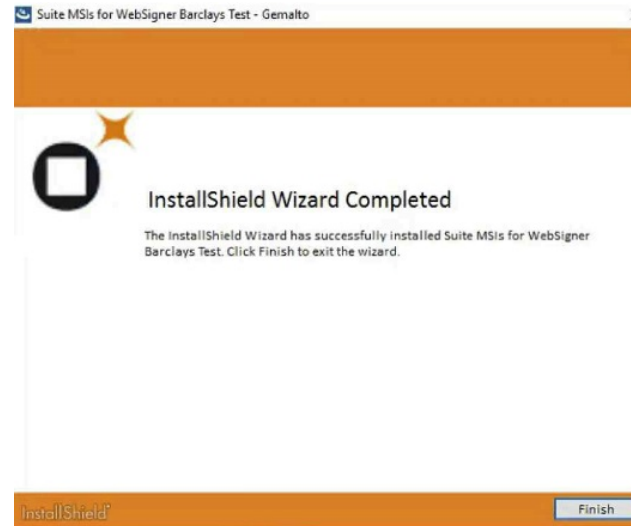 Suite MSIs for WebSigner Barclays Test - Gemalto
InstallShield Wizard Completed
The InstallShield Wizard has successfully installed Suite MSIs for WebSigner
Barclays Test. Click Finish to exit the wizard.
InstallShield
Finish